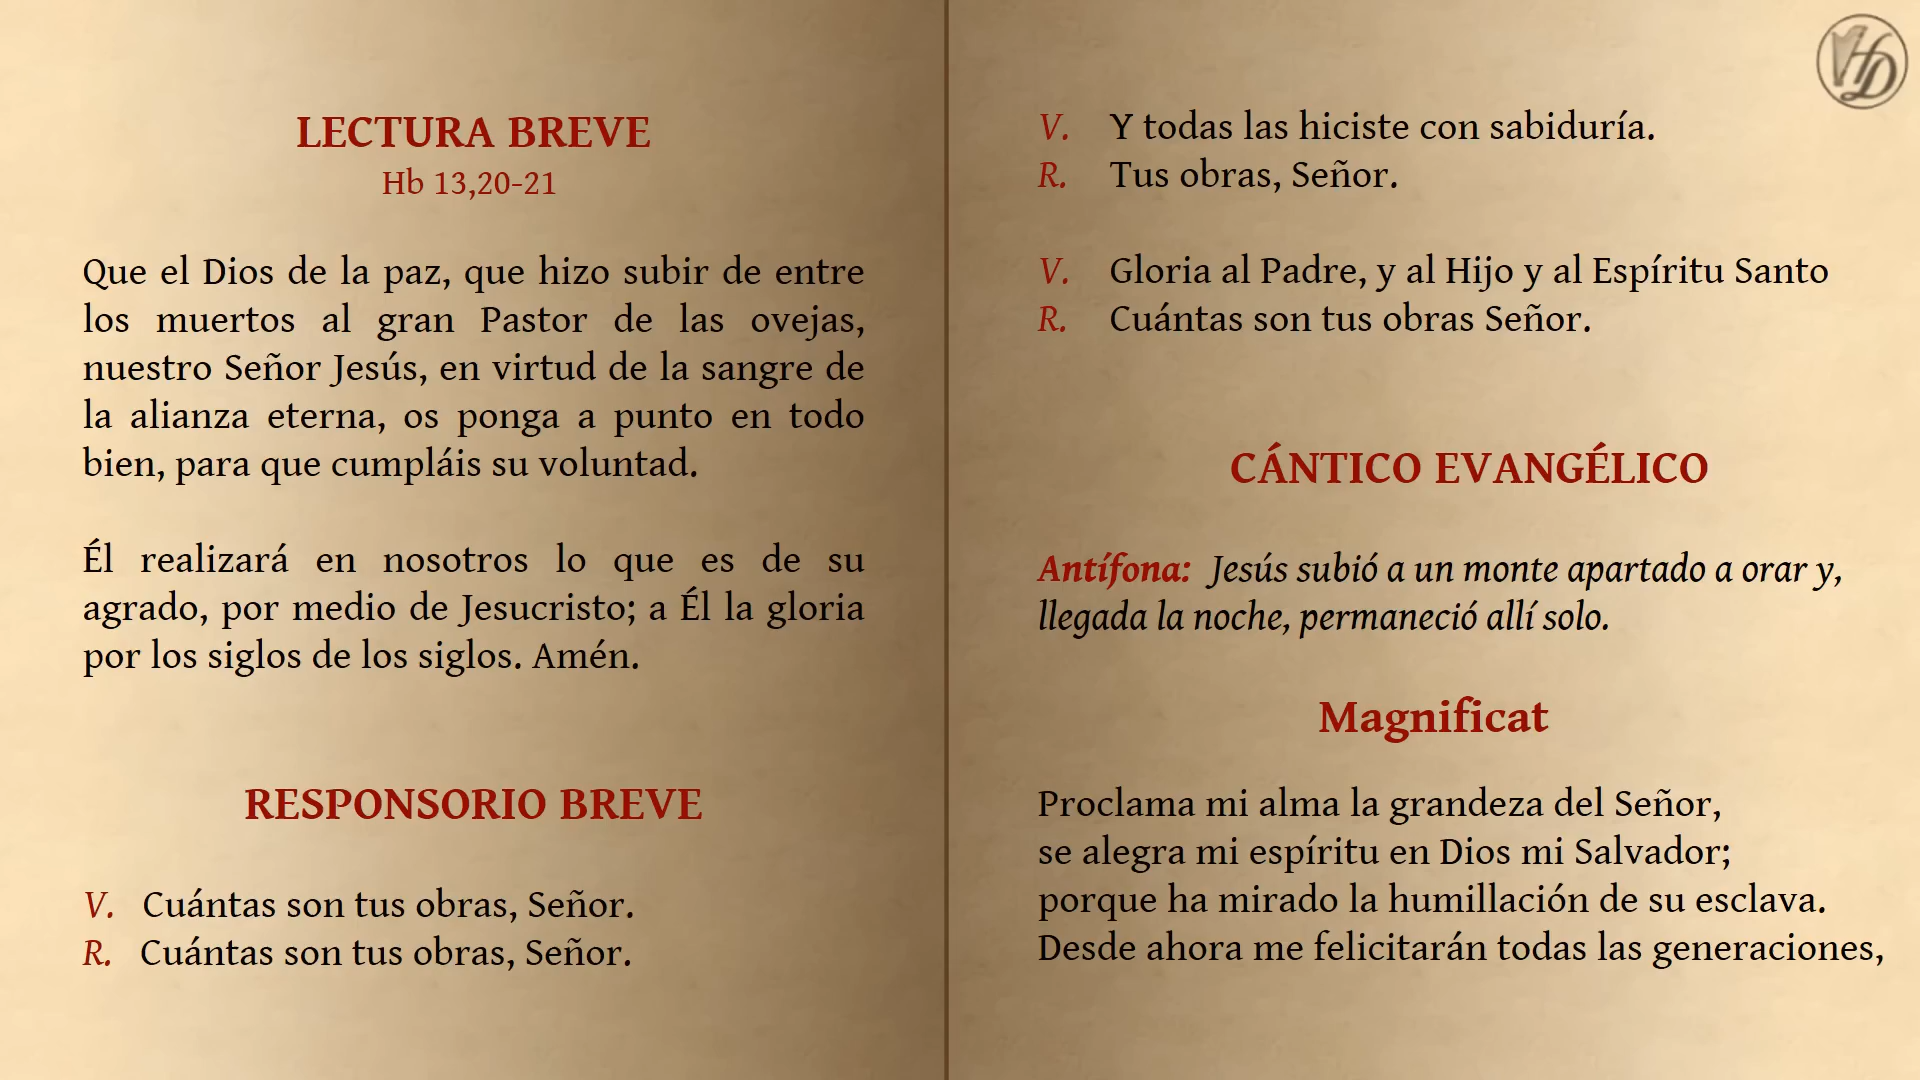 LECTURA BREVE
Hb 13,20-21
Que el Dios de la paz, que hizo subir de entre
los muertos al gran Pastor de las ovejas,
nuestro Señor Jesús, en virtud de la sangre de
la alianza eterna, os ponga a punto en todo
bien, para que cumpláis su voluntad.
Él realizará en nosotros lo que es de su
agrado, por medio de Jesucristo; a Él la gloria
por los siglos de los siglos. Amén.
RESPONSORIO BREVE
V. Cuántas son tus obras, Señor.
R. Cuántas son tus obras, Señor.
V. Y todas las hiciste con sabiduría.
R. Tus obras, Señor.
V. Gloria al Padre, y al Hijo y al Espíritu Santo
R. Cuántas son tus obras Señor.
CÁNTICO EVANGÉLICO
Antífona: Jesús subió a un monte apartado a orar y,
llegada la noche, permaneció allí solo.
Magnificat
Proclama mi alma la grandeza del Señor,
se alegra mi espíritu en Dios mi Salvador;
porque ha mirado la humillación de su esclava.
Desde ahora me felicitarán todas las generaciones,
HD